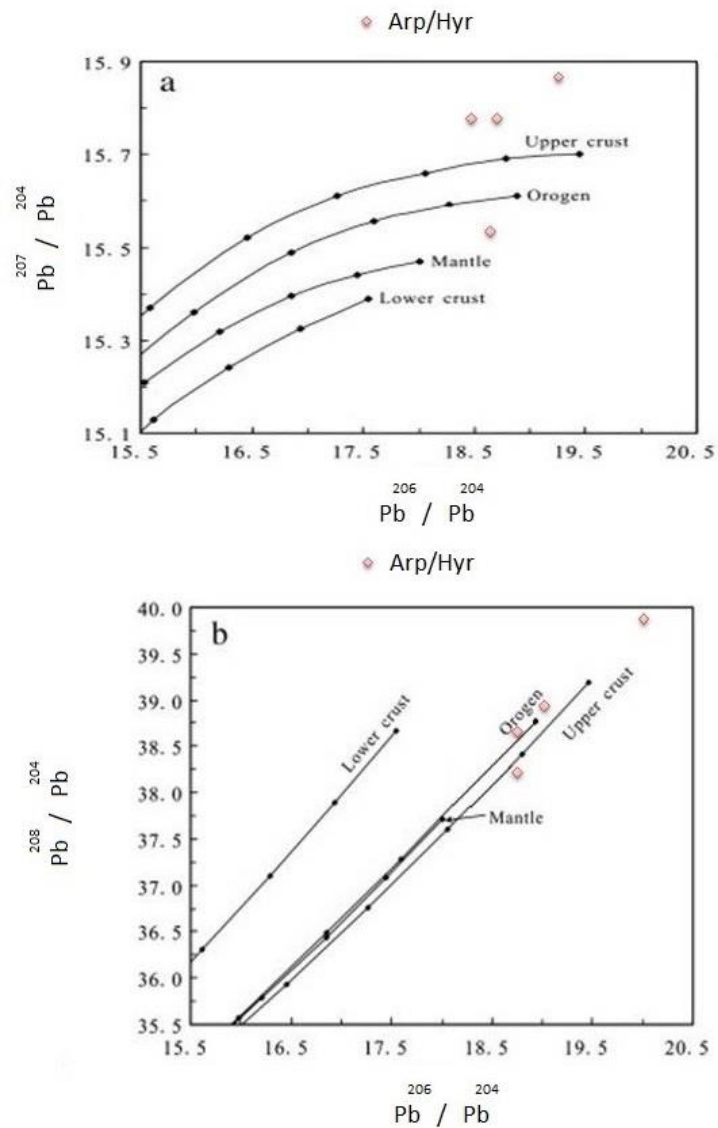 Arp/Hyr
a
15.9
15.7
15.5
15.3
15.1
207 204
Pb / Pb
Upper crust
Orogen
Mantle
Lower crust
15.5 16.5 17.5 18.5 19.5 20.5
206 204
Pb / Pb
Arp/Hyr
b
40.0
39.5
39.0
38.5
38.0
37.5
37.0
36.5
36.0
35.5
208 204
Pb / Pb
Lower crust
Orogen
Upper crust
Mantle
15.5 16.5 17.5 18.5 19.5 20.5
206 204
Pb / Pb